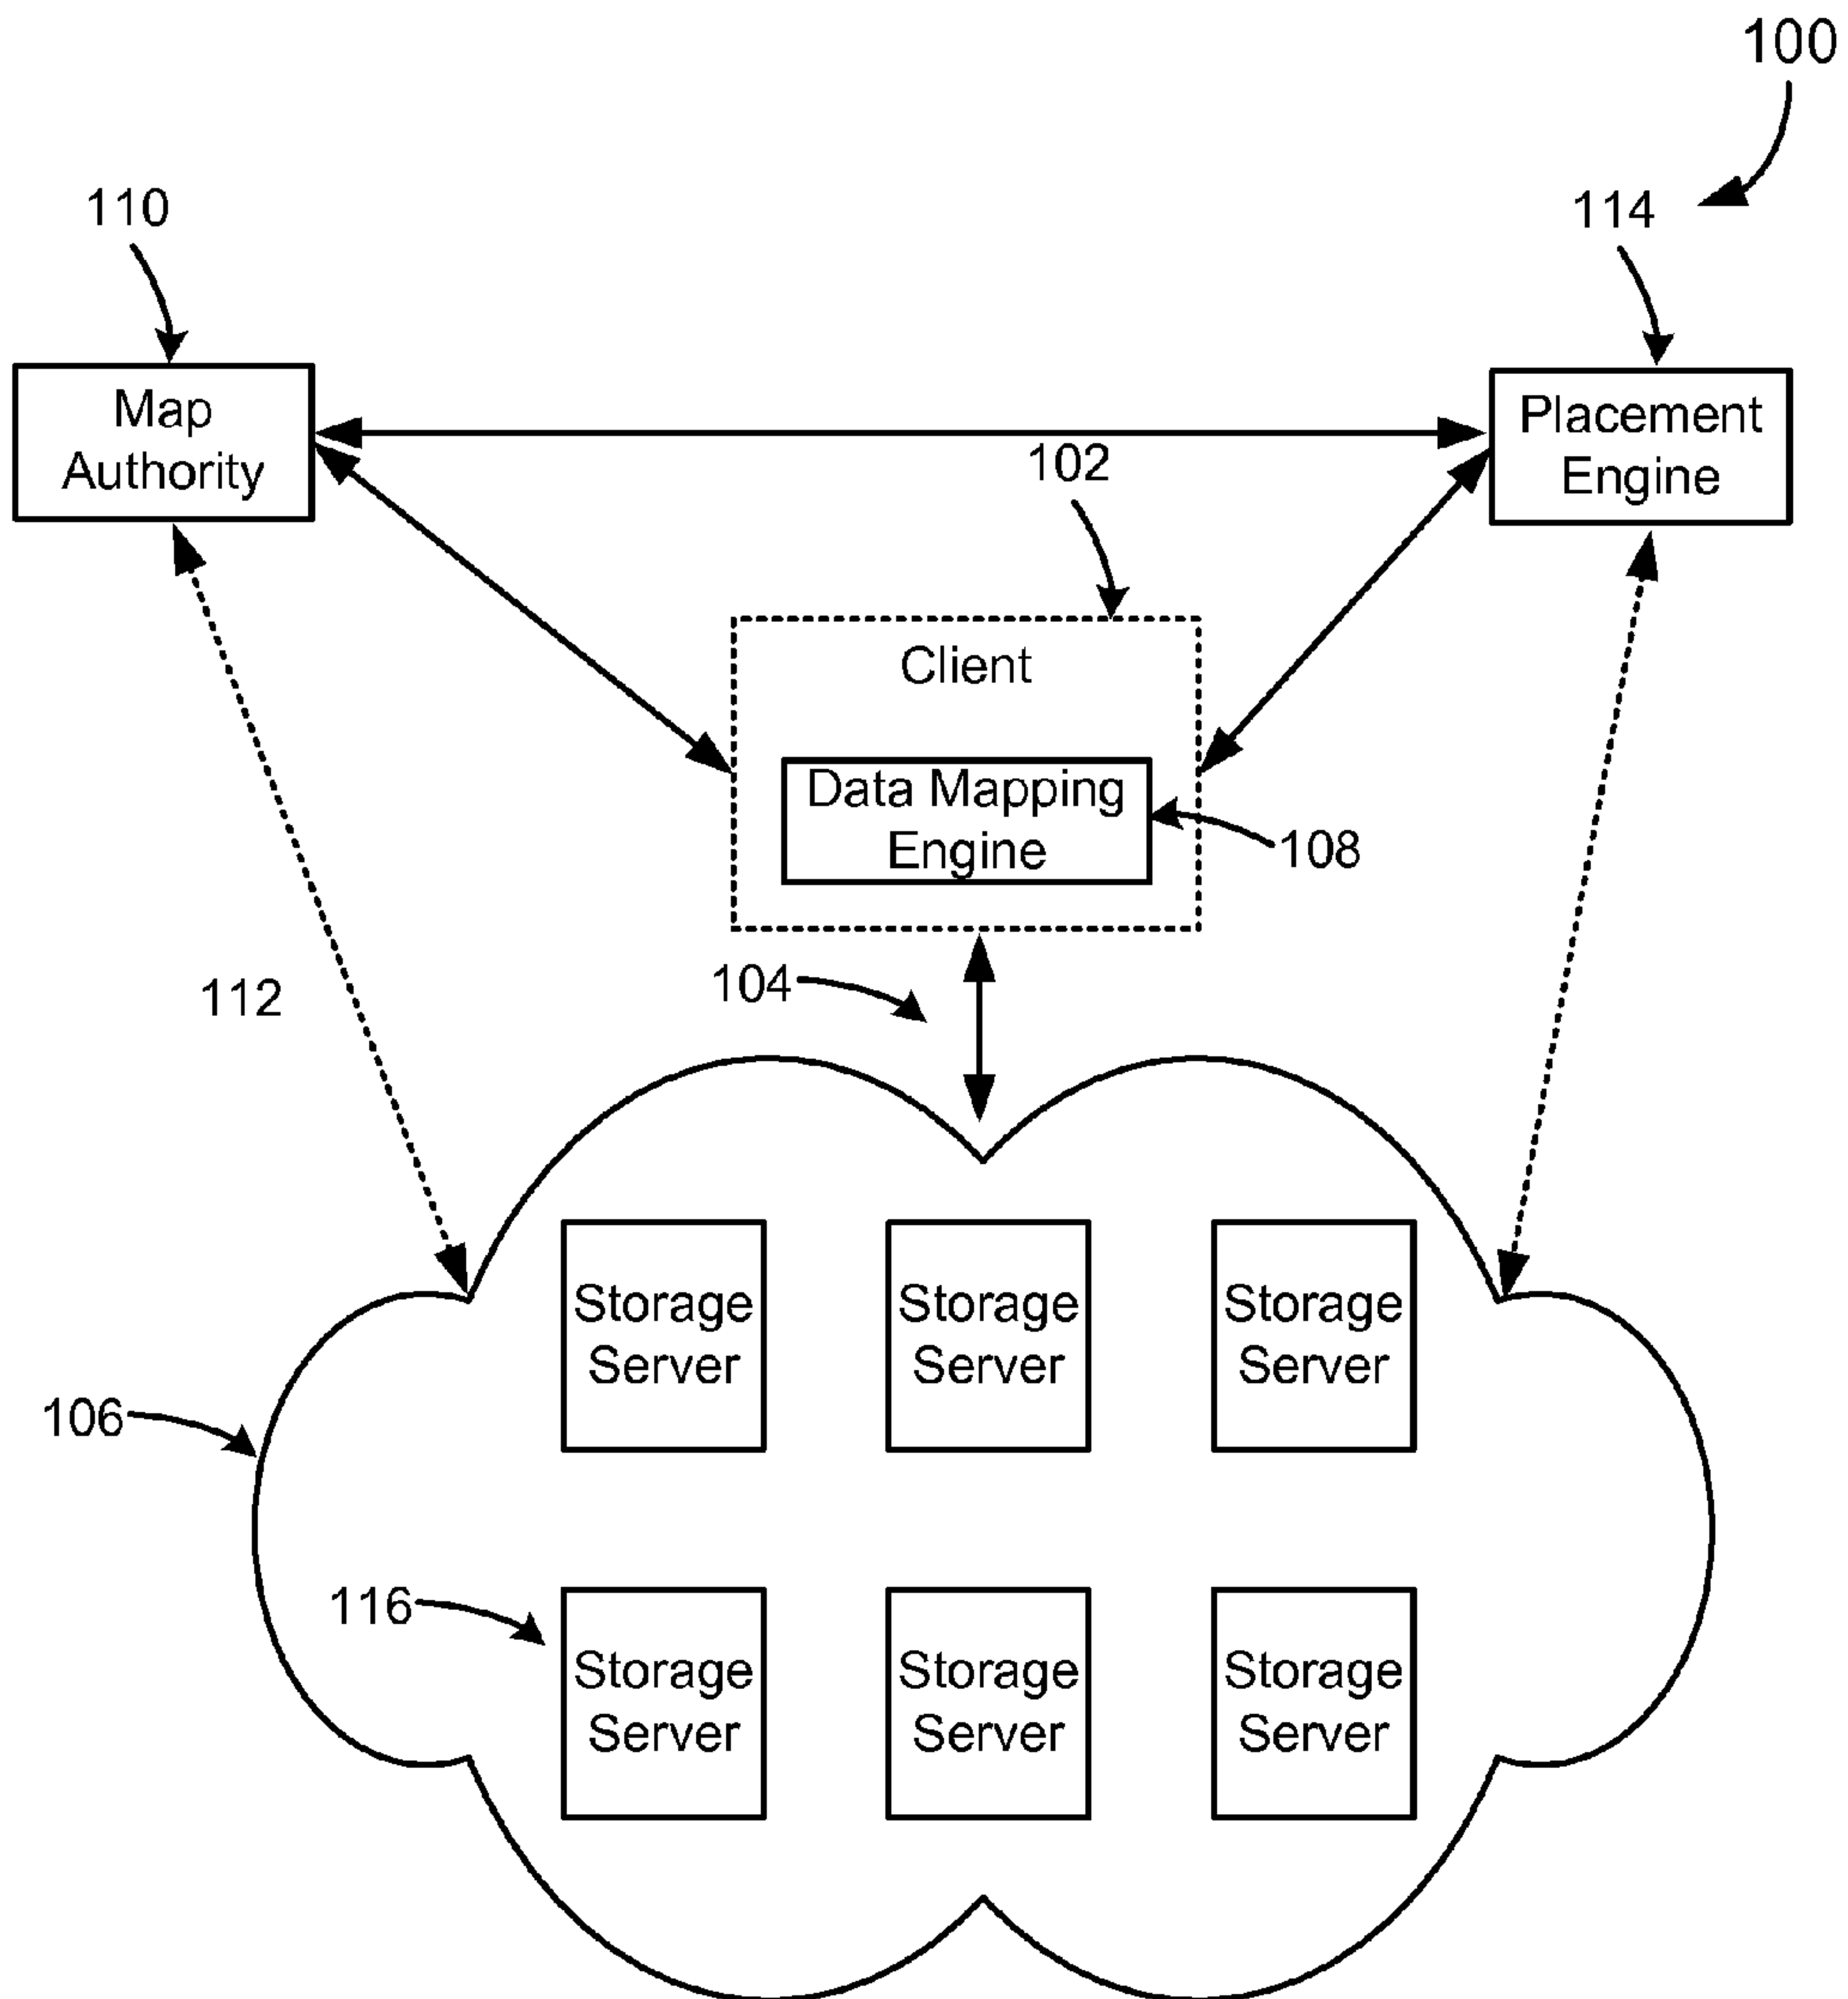 100
110
114
Map
Authority
Placement
Engine
102
Client
Data Mapping
Engine
108
104
112
Storage
Server
Storage
Server
Storage
Server
106
116
Storage
Server
Storage
Server
Storage
Server